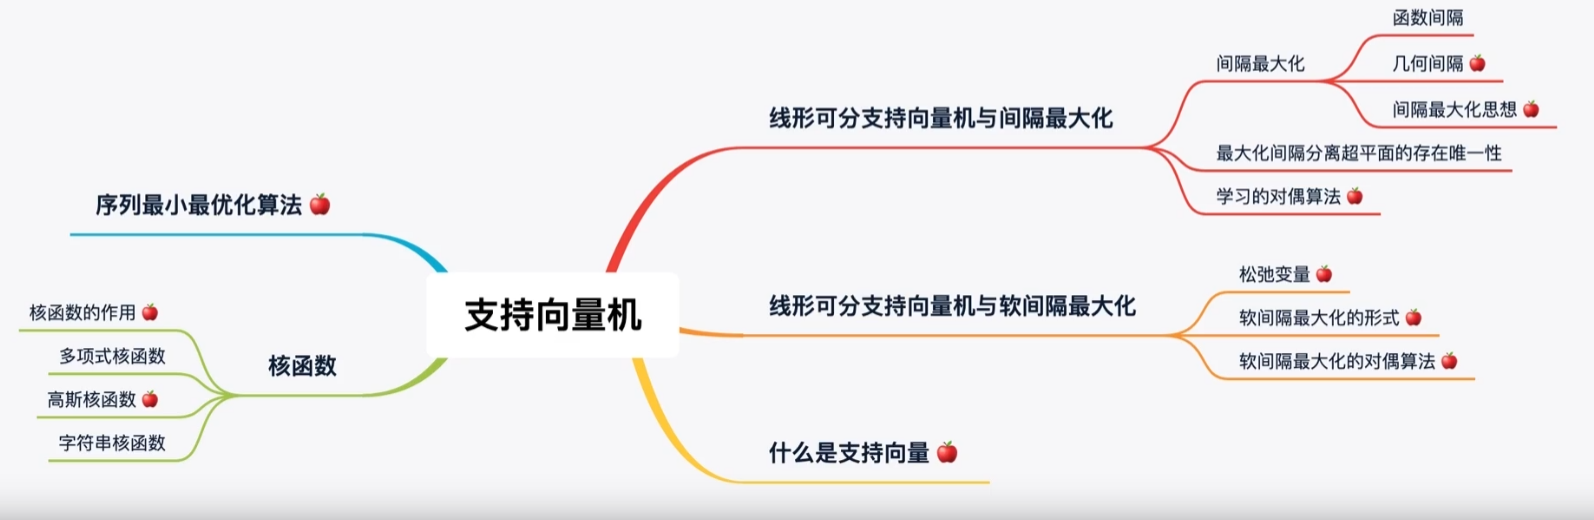 支持向量机
线形可分支持向量机与间隔最大化
间隔最大化
函数间隔
几何间隔
间隔最大化思想
最大化间隔分离超平面的存在唯一性
学习的对偶算法
线形可分支持向量机与软间隔最大化
松弛变量
软间隔最大化的形式
软间隔最大化的对偶算法
什么是支持向量
序列最小最优化算法
核函数
核函数的作用
多项式核函数
高斯核函数
字符串核函数